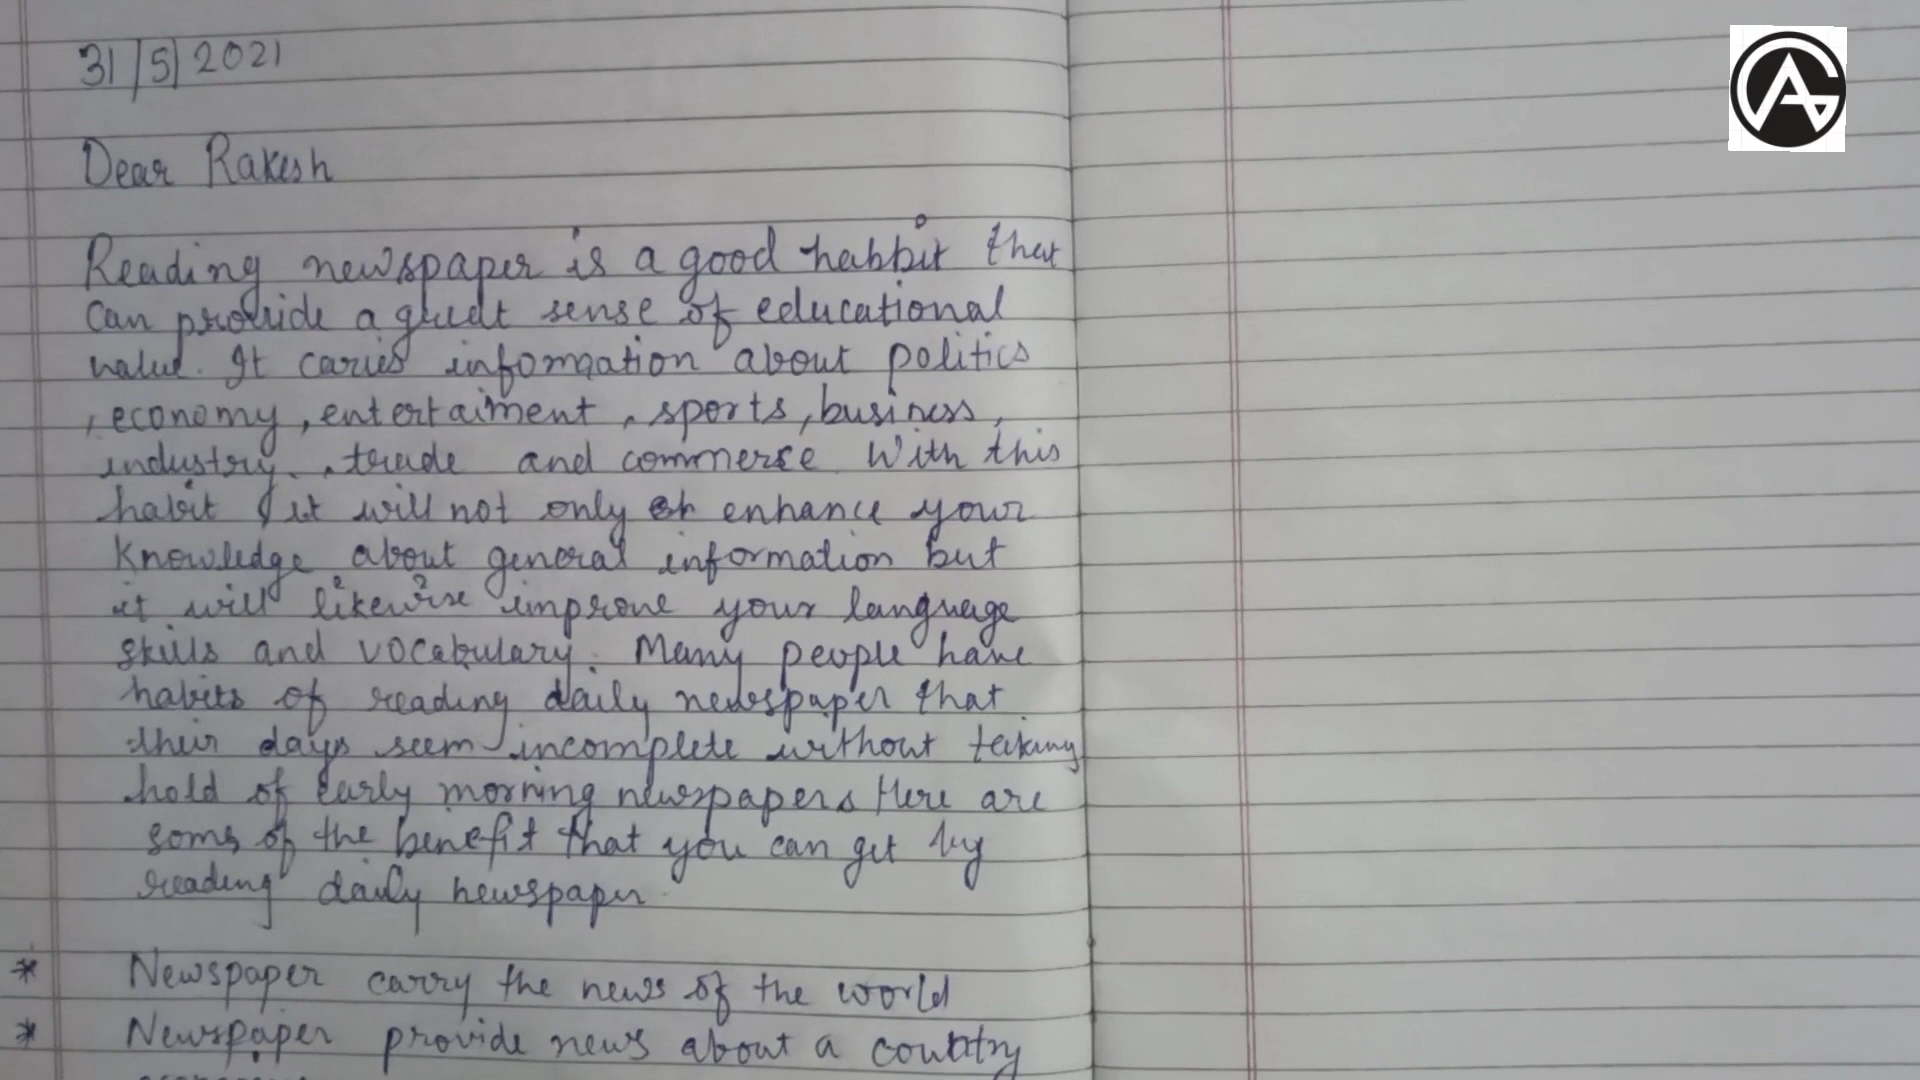 31/5/2021
Dear Rakesh
Reading newspaper is a good habbit that
can provide a great sense of educational
value. It caries information about politics
, economy, entertaiment, sports, business,
industry, trade and commerce With this
habit it will not only enhance your
Knowledge about general information but
it will likewise improve your language
skills and vocabulary. Many people have
habits of reading daily newspaper that
their days seem incomplete without taking
hold of early morning newspapers Here are
some of the benefit that you can get by
reading daily newspaper.
* Newspaper carry the news of the world
* Newspaper provide news about a country